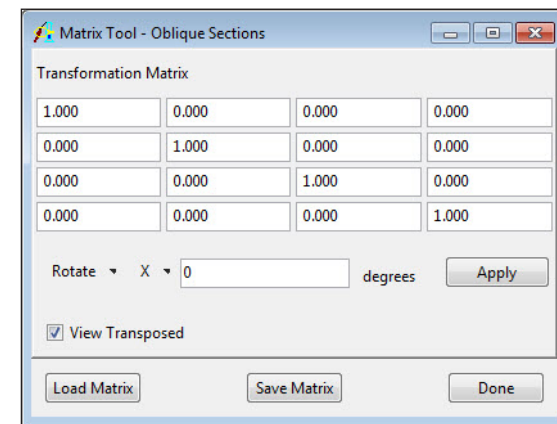 Matrix Tool - Oblique Sections
Transformation Matrix
1.000 0.000 0.000 0.000
0.000 1.000 0.000 0.000
0.000 0.000 1.000 0.000
0.000 0.000 0.000 1.000
Rotate X 0 degrees Apply
View Transposed
Load Matrix Save Matrix Done